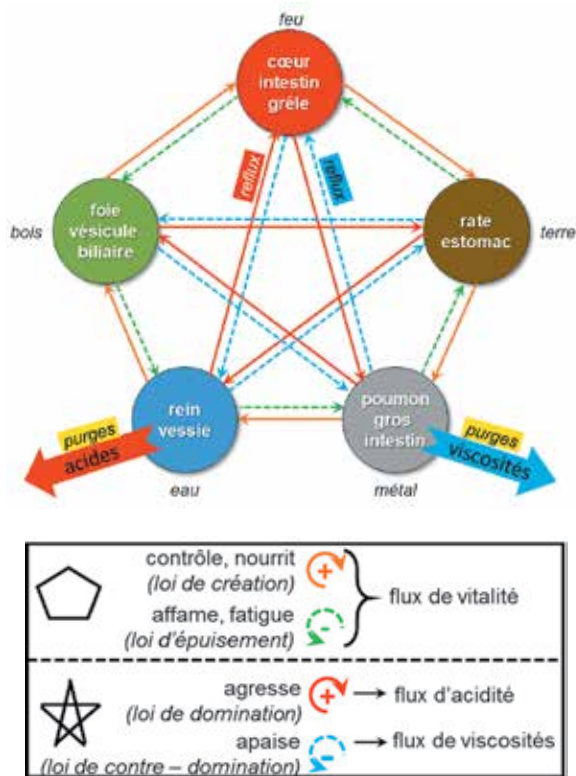 feu
cœur
intestin
grêle
reflux
reflux
bois
foie
vésicule
biliaire
rate
estomac
terre
rein
vessie
poumon
gros
intestin
purges
acides
purges
viscosités
eau
métal
contrôle, nourrit
(loi de création)
+
flux de vitalité
affame, fatigue
(loi d'épuisement)
-
agresse
(loi de domination)
+
flux d'acidité
apaise
(loi de contre – domination)
-
flux de viscosités